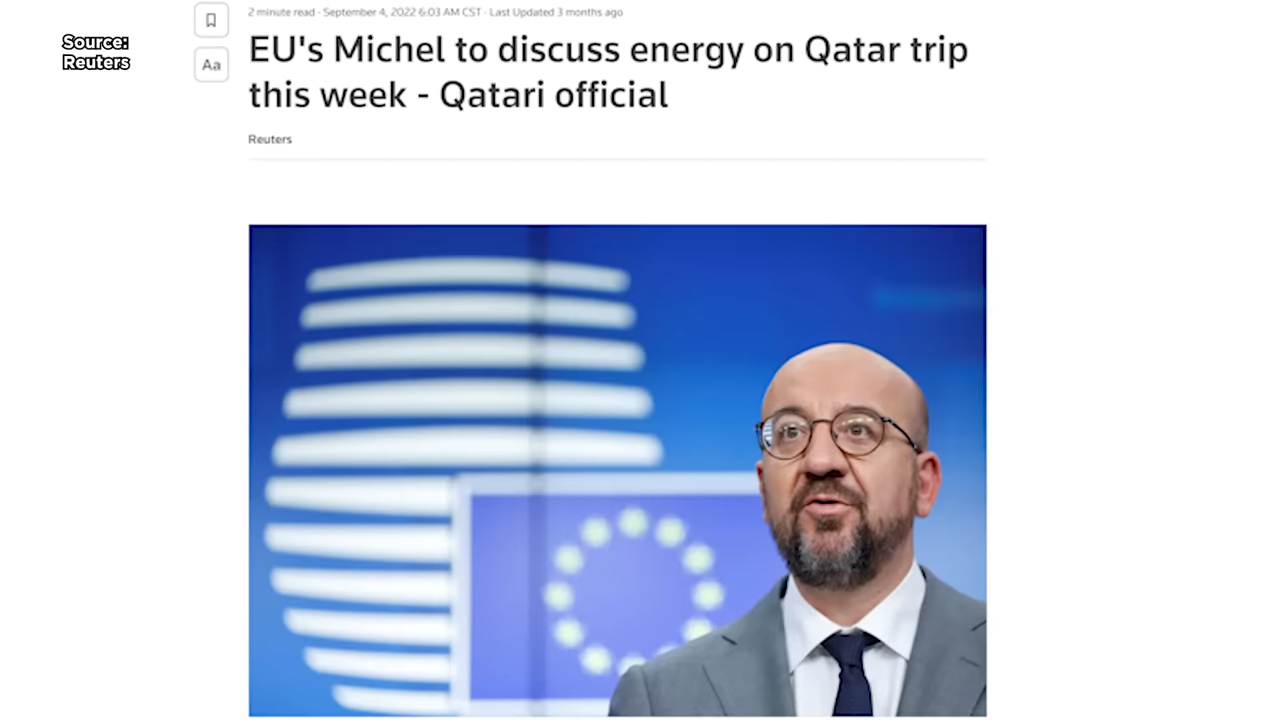 Source:
Reuters
2 minute read · September 4, 2022 6:03 AM CST · Last Updated 3 months ago
Aa
EU's Michel to discuss energy on Qatar trip
this week - Qatari official
Reuters